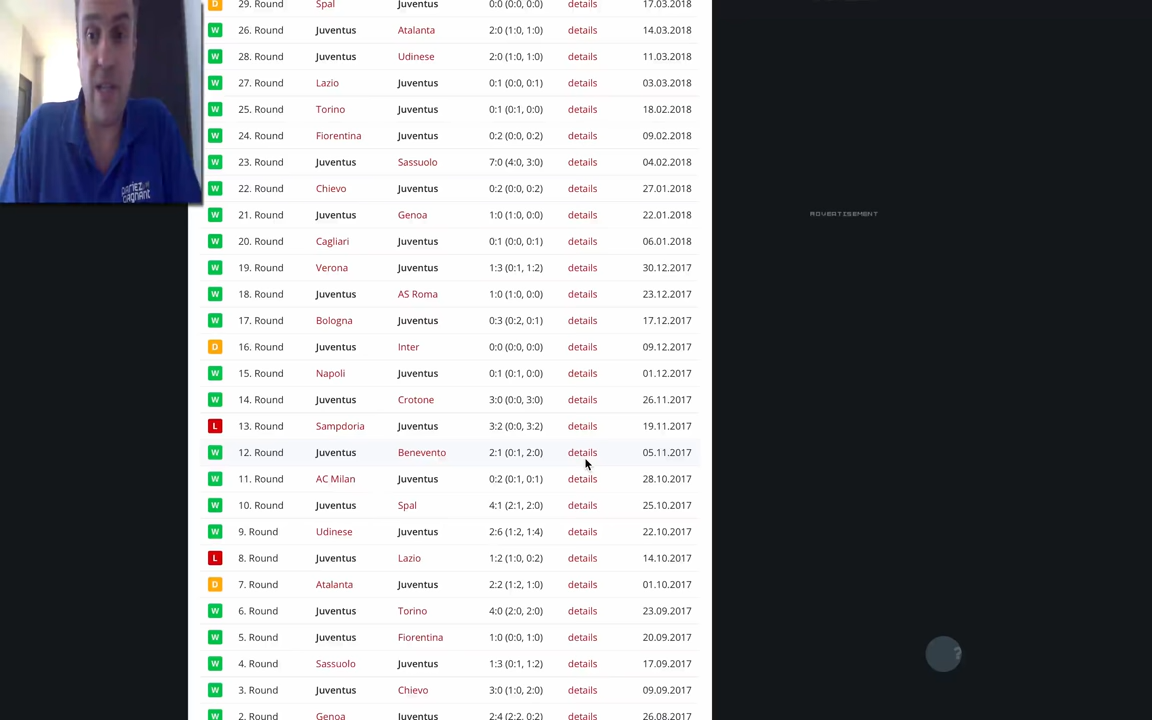 D 29. Round Spal Juventus 0:0 (0:0, 0:0) details 17.03.2018
W 26. Round Juventus Atalanta 2:0 (1:0, 1:0) details 14.03.2018
W 28. Round Juventus Udinese 2:0 (1:0, 1:0) details 11.03.2018
W 27. Round Lazio Juventus 0:1 (0:0, 0:1) details 03.03.2018
W 25. Round Torino Juventus 0:1 (0:1, 0:0) details 18.02.2018
W 24. Round Fiorentina Juventus 0:2 (0:0, 0:2) details 09.02.2018
W 23. Round Juventus Sassuolo 7:0 (4:0, 3:0) details 04.02.2018
W 22. Round Chievo Juventus 0:2 (0:0, 0:2) details 27.01.2018
PARIEZ
GAGNANT
W 21. Round Juventus Genoa 1:0 (1:0, 0:0) details 22.01.2018
ADVERTISEMENT
W 20. Round Cagliari Juventus 0:1 (0:0, 0:1) details 06.01.2018
W 19. Round Verona Juventus 1:3 (0:1, 1:2) details 30.12.2017
W 18. Round Juventus AS Roma 1:0 (1:0, 0:0) details 23.12.2017
W 17. Round Bologna Juventus 0:3 (0:2, 0:1) details 17.12.2017
D 16. Round Juventus Inter 0:0 (0:0, 0:0) details 09.12.2017
W 15. Round Napoli Juventus 0:1 (0:1, 0:0) details 01.12.2017
W 14. Round Juventus Crotone 3:0 (0:0, 3:0) details 26.11.2017
L 13. Round Sampdoria Juventus 3:2 (0:0, 3:2) details 19.11.2017
W 12. Round Juventus Benevento 2:1 (0:1, 2:0) details 05.11.2017
W 11. Round AC Milan Juventus 0:2 (0:1, 0:1) details 28.10.2017
W 10. Round Juventus Spal 4:1 (2:1, 2:0) details 25.10.2017
W 9. Round Udinese Juventus 2:6 (1:2, 1:4) details 22.10.2017
L 8. Round Juventus Lazio 1:2 (1:0, 0:2) details 14.10.2017
D 7. Round Atalanta Juventus 2:2 (1:2, 1:0) details 01.10.2017
W 6. Round Juventus Torino 4:0 (2:0, 2:0) details 23.09.2017
W 5. Round Juventus Fiorentina 1:0 (0:0, 1:0) details 20.09.2017
?
W 4. Round Sassuolo Juventus 1:3 (0:1, 1:2) details 17.09.2017
W 3. Round Juventus Chievo 3:0 (1:0, 2:0) details 09.09.2017
W 2. Round Genoa Juventus 2:4 (2:2, 0:2) details 26.08.2017